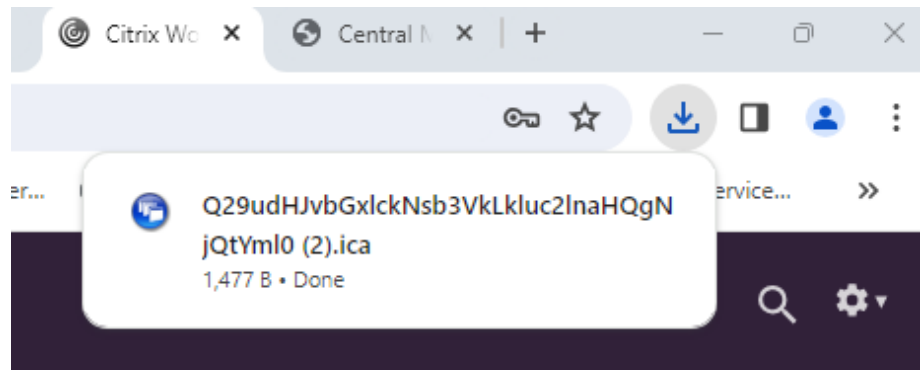 Citrix Wo
Central
er...
ervice...
Q29udHJvbGxlckNsb3VkLkluc2lnaHQgN
jQtYml0 (2).ica
1,477 B • Done